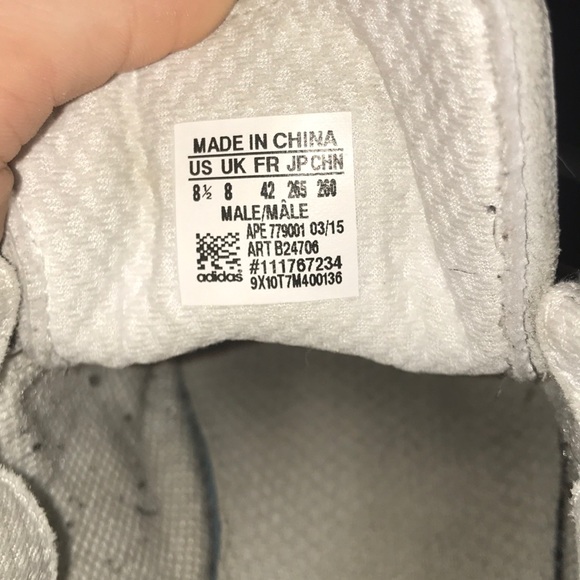 MADE IN CHINA
US UK FR JP CHN
8½ 8 42 265 260
MALE/MÂLE
APE 779001 03/15
ART B24706
#111767234
9X10T7M400136
adidas